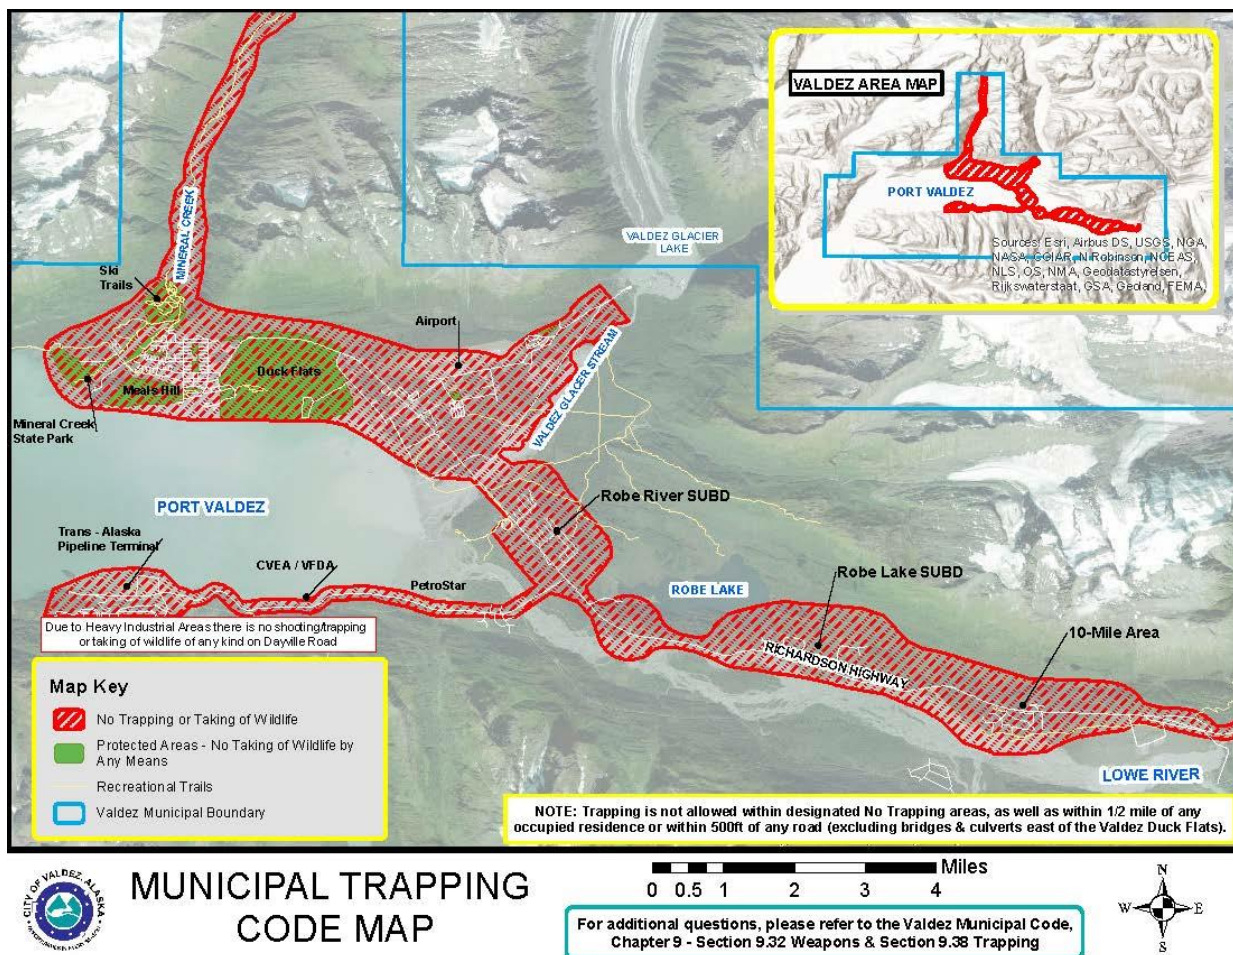 VALDEZ AREA MAP
PORT VALDEZ
Sources: Esri, Airbus DS, USGS, NGA,
NASA, CGIAR, N Robinson, NCEAS,
NLS, OS, NMA, Geodatastyrelsen,
Rijkswaterstaat, GSA, Geoland, FEMA,
VALDEZ GLACIER
LAKE
MINERAL CREEK
Ski
Trails
Airport
Duck Flats
Meals Hill
VALDEZ GLACIER STREAM
Mineral Creek
State Park
PORT VALDEZ
Robe River SUBD
Trans - Alaska
Pipeline Terminal
CVEA / VFDA
PetroStar
ROBE LAKE
Robe Lake SUBD
10-Mile Area
RICHARDSON HIGHWAY
LOWE RIVER
Due to Heavy Industrial Areas there is no shooting/trapping
or taking of wildlife of any kind on Dayville Road
Map Key
No Trapping or Taking of Wildlife
Protected Areas - No Taking of Wildlife by
Any Means
Recreational Trails
Valdez Municipal Boundary
NOTE: Trapping is not allowed within designated No Trapping areas, as well as within 1/2 mile of any
occupied residence or within 500ft of any road (excluding bridges & culverts east of the Valdez Duck Flats).
CITY OF VALDEZ, ALASKA
MUNICIPAL TRAPPING
CODE MAP
Miles
0 0.5 1 2 3 4
For additional questions, please refer to the Valdez Municipal Code,
Chapter 9 - Section 9.32 Weapons & Section 9.38 Trapping
N
W E
S